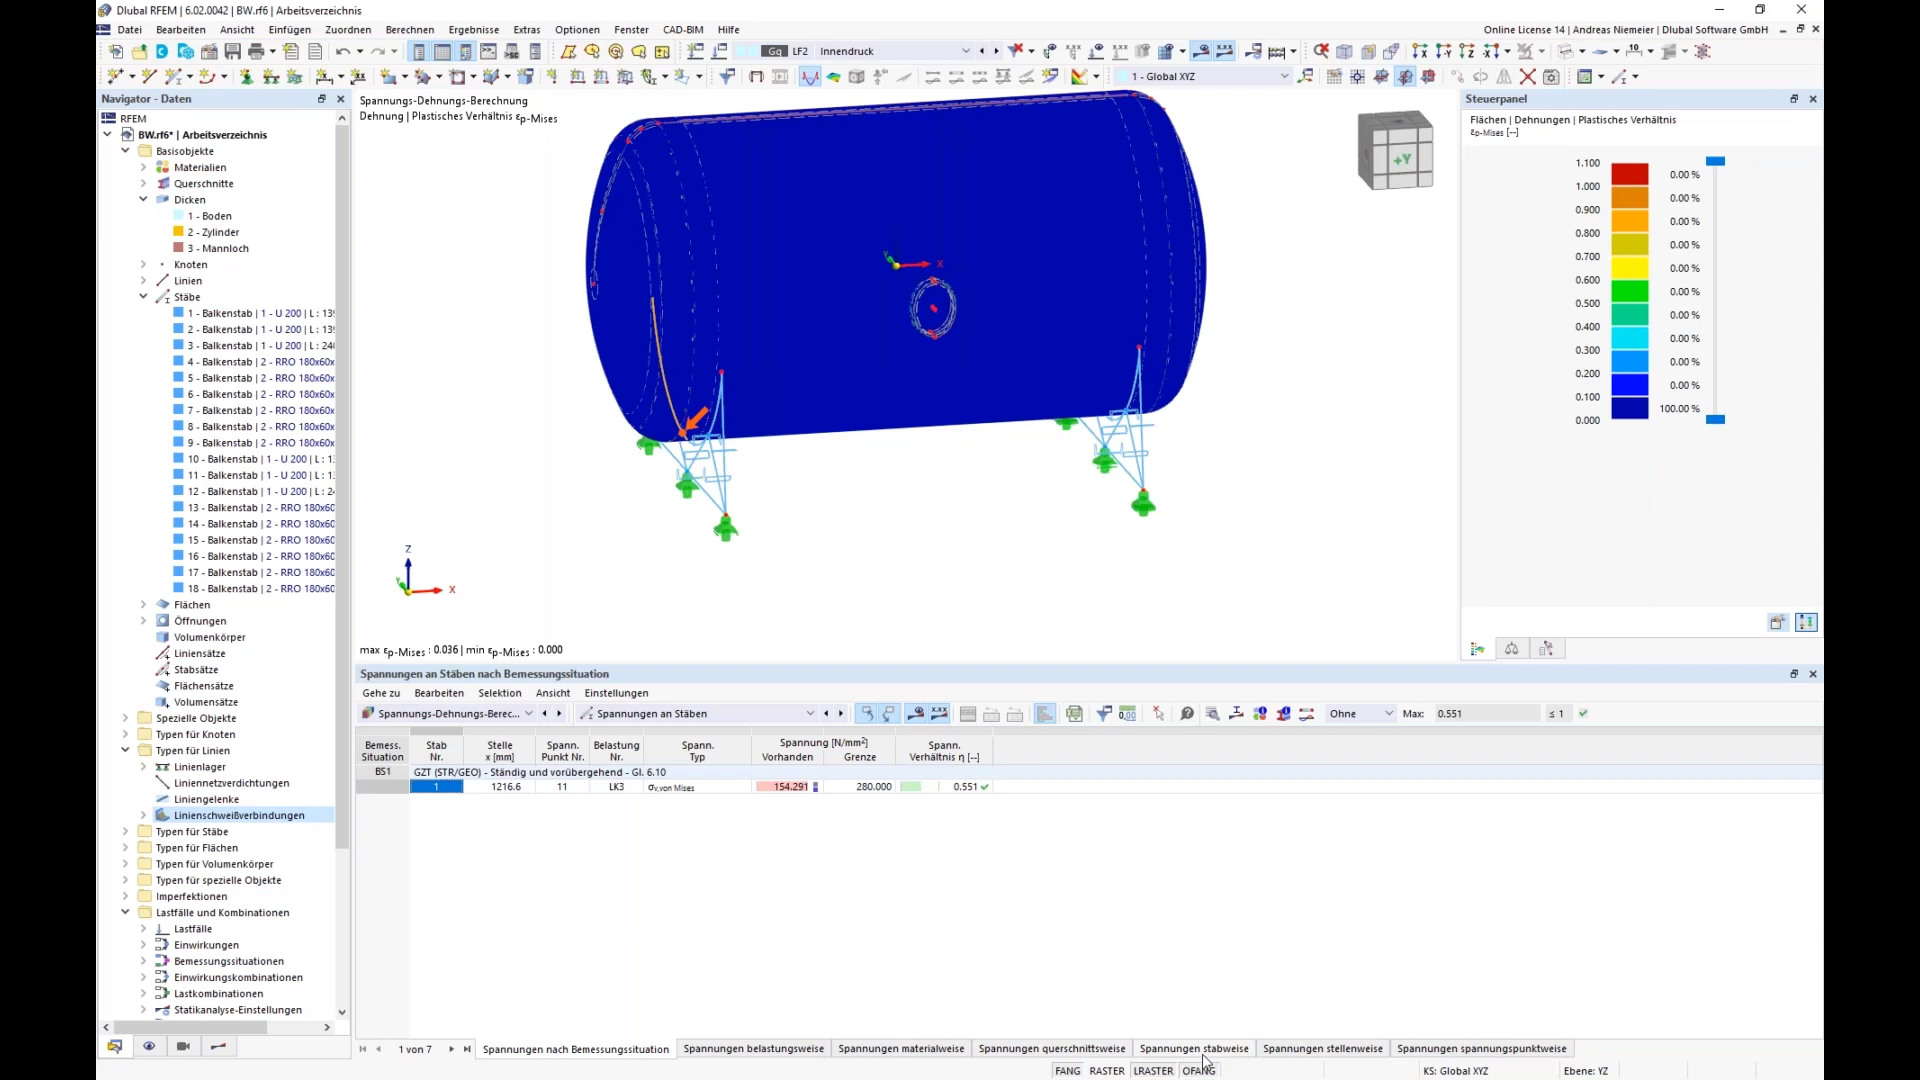 Dlubal RFEM | 6.02.0042 | BW.rf6 | Arbeitsverzeichnis
Datei Bearbeiten Ansicht Einfügen Zuordnen Berechnen Ergebnisse Extras Optionen Fenster CAD-BIM Hilfe
Online License 14 | Andreas Niemeier | Dlubal Software GmbH
Gq LF2 Innendruck
1 - Global XYZ
Navigator - Daten
RFEM
BW.rf6* | Arbeitsverzeichnis
Basisobjekte
Materialien
Querschnitte
Dicken
1 - Boden
2 - Zylinder
3 - Mannloch
Knoten
Linien
Stäbe
1 - Balkenstab | 1 - U 200 | L : 139
2 - Balkenstab | 1 - U 200 | L : 139
3 - Balkenstab | 1 - U 200 | L : 240
4 - Balkenstab | 2 - RRO 180x60x
5 - Balkenstab | 2 - RRO 180x60x
6 - Balkenstab | 2 - RRO 180x60x
7 - Balkenstab | 2 - RRO 180x60x
8 - Balkenstab | 2 - RRO 180x60x
9 - Balkenstab | 2 - RRO 180x60x
10 - Balkenstab | 1 - U 200 | L : 1
11 - Balkenstab | 1 - U 200 | L : 1
12 - Balkenstab | 1 - U 200 | L : 2
13 - Balkenstab | 2 - RRO 180x60
14 - Balkenstab | 2 - RRO 180x60
15 - Balkenstab | 2 - RRO 180x60
16 - Balkenstab | 2 - RRO 180x60
17 - Balkenstab | 2 - RRO 180x60
18 - Balkenstab | 2 - RRO 180x60
Flächen
Öffnungen
Volumenkörper
Liniensätze
Stabsätze
Flächensätze
Volumensätze
Spezielle Objekte
Typen für Knoten
Typen für Linien
Linienlager
Liniennetzverdichtungen
Liniengelenke
Linienschweißverbindungen
Typen für Stäbe
Typen für Flächen
Typen für Volumenkörper
Typen für spezielle Objekte
Imperfektionen
Lastfälle und Kombinationen
Lastfälle
Einwirkungen
Bemessungssituationen
Einwirkungskombinationen
Lastkombinationen
Statikanalyse-Einstellungen
Spannungs-Dehnungs-Berechnung
Dehnung | Plastisches Verhältnis εp-Mises
X
+Y
Z
X
max εp-Mises : 0.036 | min εp-Mises : 0.000
Steuerpanel
Flächen | Dehnungen | Plastisches Verhältnis
εp-Mises [--]
1.100
0.00 %
1.000
0.00 %
0.900
0.00 %
0.800
0.00 %
0.700
0.00 %
0.600
0.00 %
0.500
0.00 %
0.400
0.00 %
0.300
0.00 %
0.200
0.00 %
0.100
100.00 %
0.000
Spannungen an Stäben nach Bemessungssituation
Gehe zu Bearbeiten Selektion Ansicht Einstellungen
Spannungs-Dehnungs-Berec... Spannungen an Stäben Ohne Max: 0.551 ≤ 1
Bemess. Situation | Stab Nr. | Stelle x [mm] | Spann. Punkt Nr. | Belastung Nr. | Spann. Typ | Spannung [N/mm²] Vorhanden Grenze | Spann. Verhältnis η [--]
BS1 GZT (STR/GEO) - Ständig und vorübergehend - Gl. 6.10
1 1216.6 11 LK3 σv,von Mises 154.291 280.000 0.551
1 von 7 Spannungen nach Bemessungssituation Spannungen belastungsweise Spannungen materialweise Spannungen querschnittsweise Spannungen stabweise Spannungen stellenweise Spannungen spannungspunktweise
FANG RASTER LRASTER OFANG KS: Global XYZ Ebene: YZ